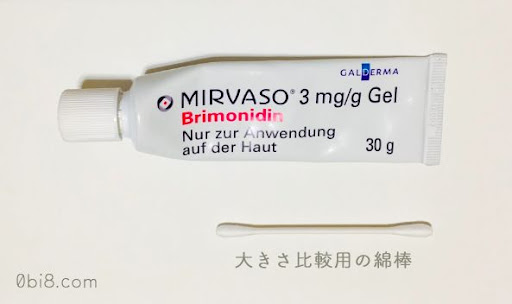 GALDERMA
MIRVASO® 3 mg/g Gel
Brimonidin
Nur zur Anwendung
auf der Haut
30 g
大きさ比較用の綿棒
0bi8.com